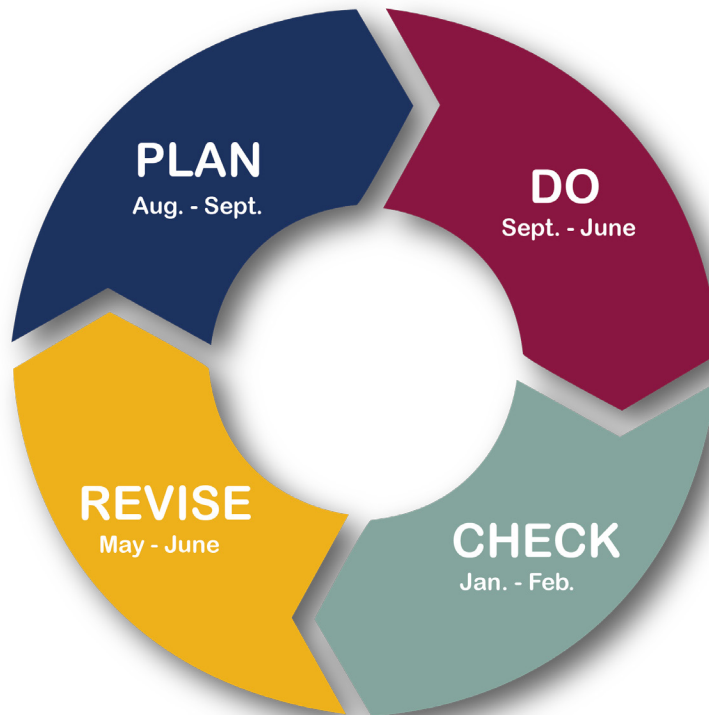 PLAN
Aug. - Sept.
DO
Sept. - June
CHECK
Jan. - Feb.
REVISE
May - June